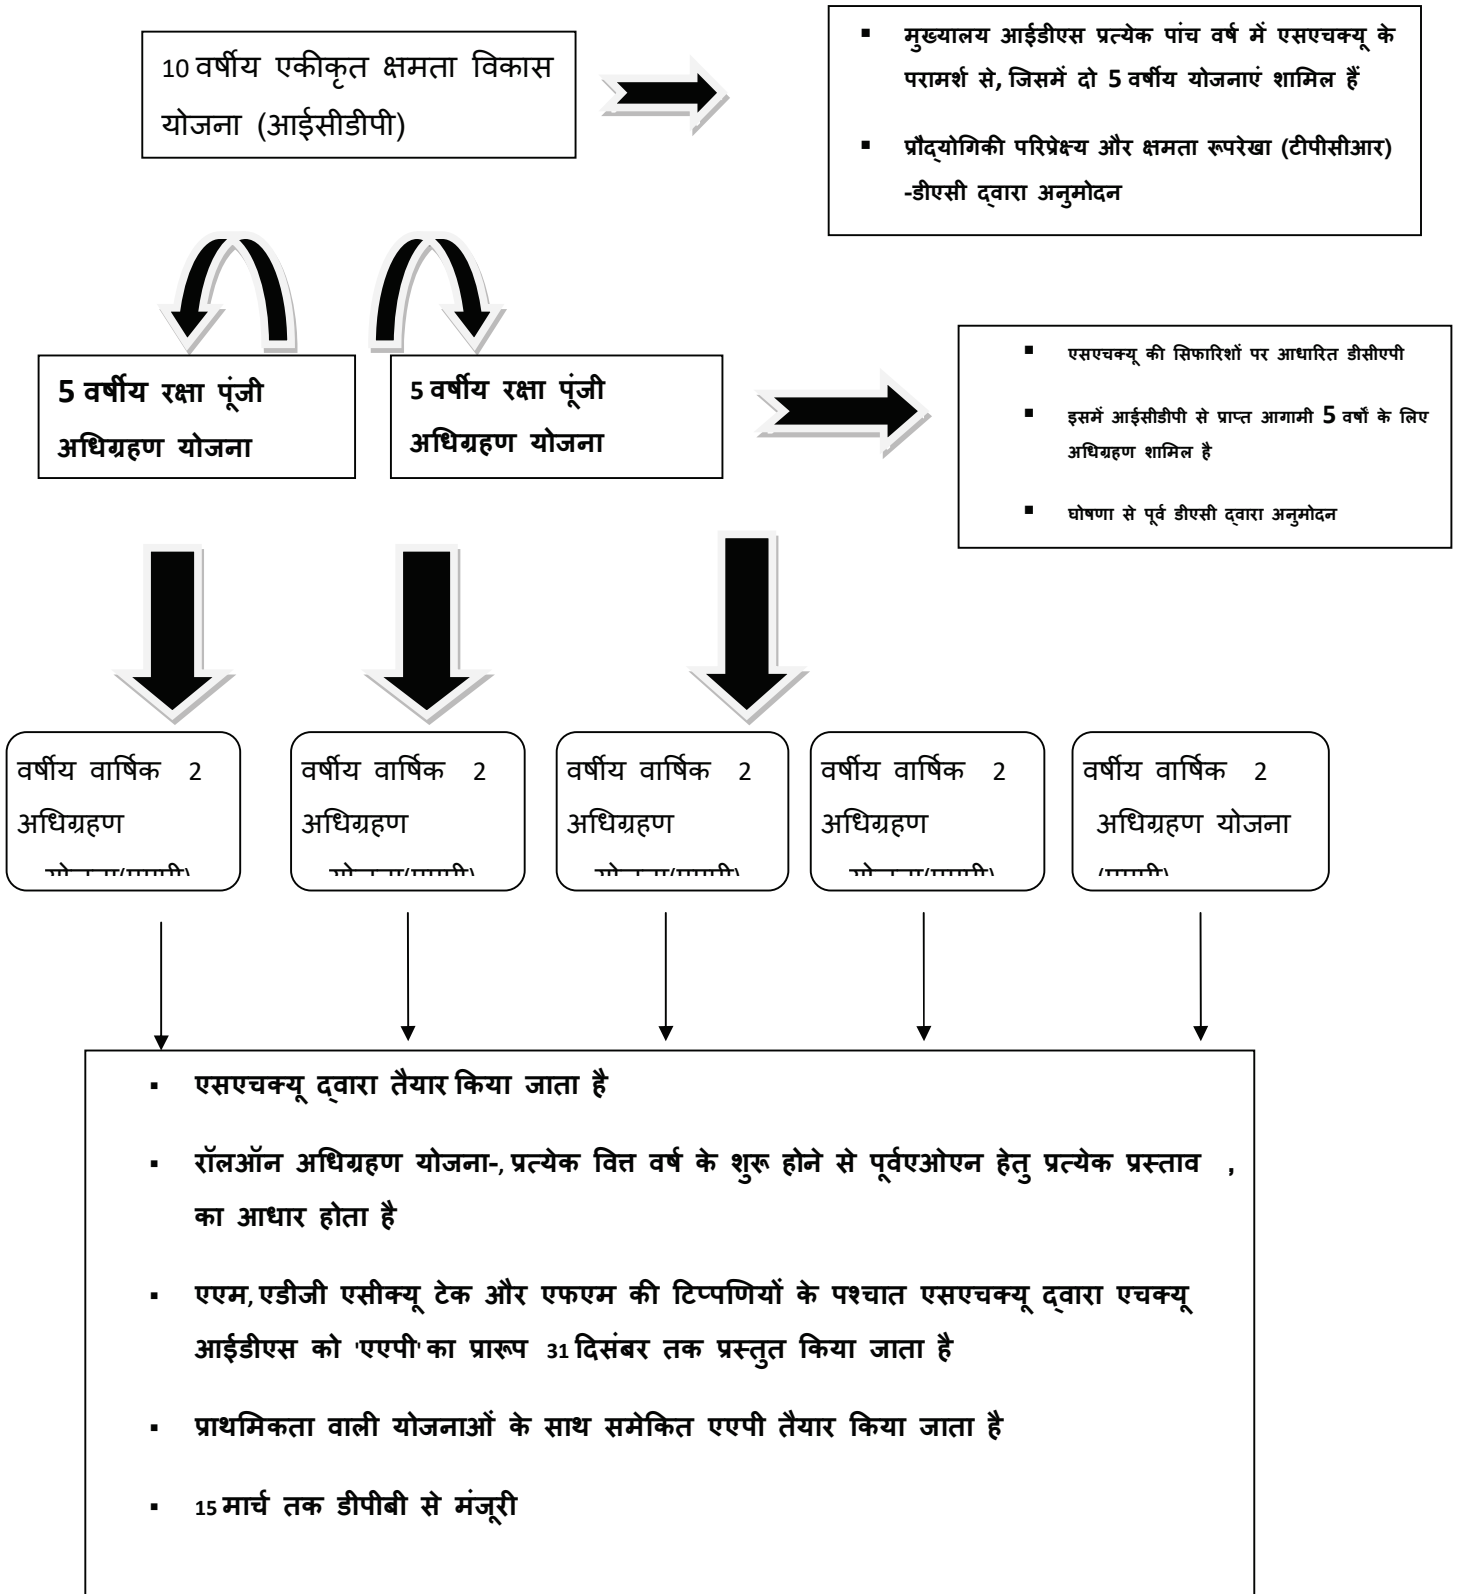 10 वर्षीय एकीकृत क्षमता विकास
योजना (आईसीडीपी)
▪ मुख्यालय आईडीएस प्रत्येक पांच वर्ष में एसएचक्यू के
परामर्श से, जिसमें दो 5 वर्षीय योजनाएं शामिल हैं
▪ प्रौद्योगिकी परिप्रेक्ष्य और क्षमता रूपरेखा (टीपीसीआर)
-डीएसी द्वारा अनुमोदन
5 वर्षीय रक्षा पूंजी
अधिग्रहण योजना
5 वर्षीय रक्षा पूंजी
अधिग्रहण योजना
▪ एसएचक्यू की सिफारिशों पर आधारित डीसीएपी
▪ इसमें आईसीडीपी से प्राप्त आगामी 5 वर्षों के लिए
अधिग्रहण शामिल है
▪ घोषणा से पूर्व डीएसी द्वारा अनुमोदन
वर्षीय वार्षिक 2
अधिग्रहण
वर्षीय वार्षिक 2
अधिग्रहण
वर्षीय वार्षिक 2
अधिग्रहण
वर्षीय वार्षिक 2
अधिग्रहण
वर्षीय वार्षिक 2
अधिग्रहण योजना
▪ एसएचक्यू द्वारा तैयार किया जाता है
▪ रॉलऑन अधिग्रहण योजना-, प्रत्येक वित्त वर्ष के शुरू होने से पूर्वएओएन हेतु प्रत्येक प्रस्ताव ,
का आधार होता है
▪ एएम, एडीजी एसीक्यू टेक और एफएम की टिप्पणियों के पश्चात एसएचक्यू द्वारा एचक्यू
आईडीएस को 'एएपी' का प्रारूप 31 दिसंबर तक प्रस्तुत किया जाता है
▪ प्राथमिकता वाली योजनाओं के साथ समेकित एएपी तैयार किया जाता है
▪ 15 मार्च तक डीपीबी से मंजूरी